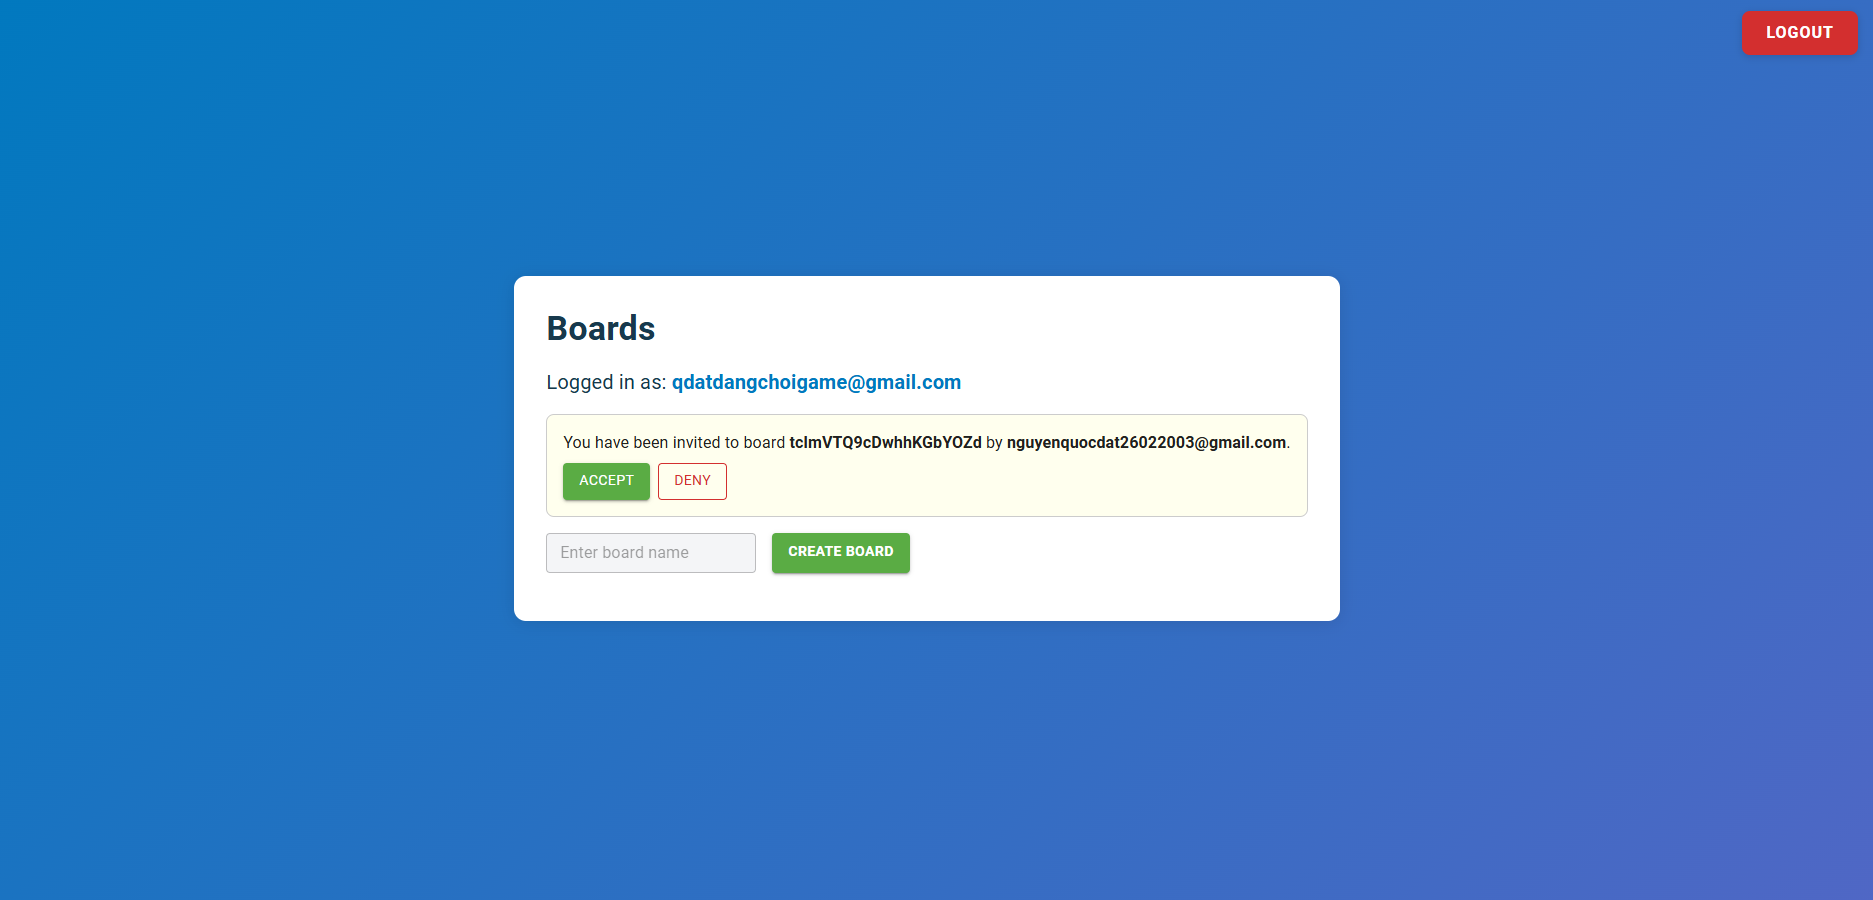 LOGOUT
Boards
Logged in as: qdatdangchoigame@gmail.com
You have been invited to board tclmVTQ9cDwhhKGbYOZd by nguyenquocdat26022003@gmail.com.
ACCEPT DENY
Enter board name CREATE BOARD